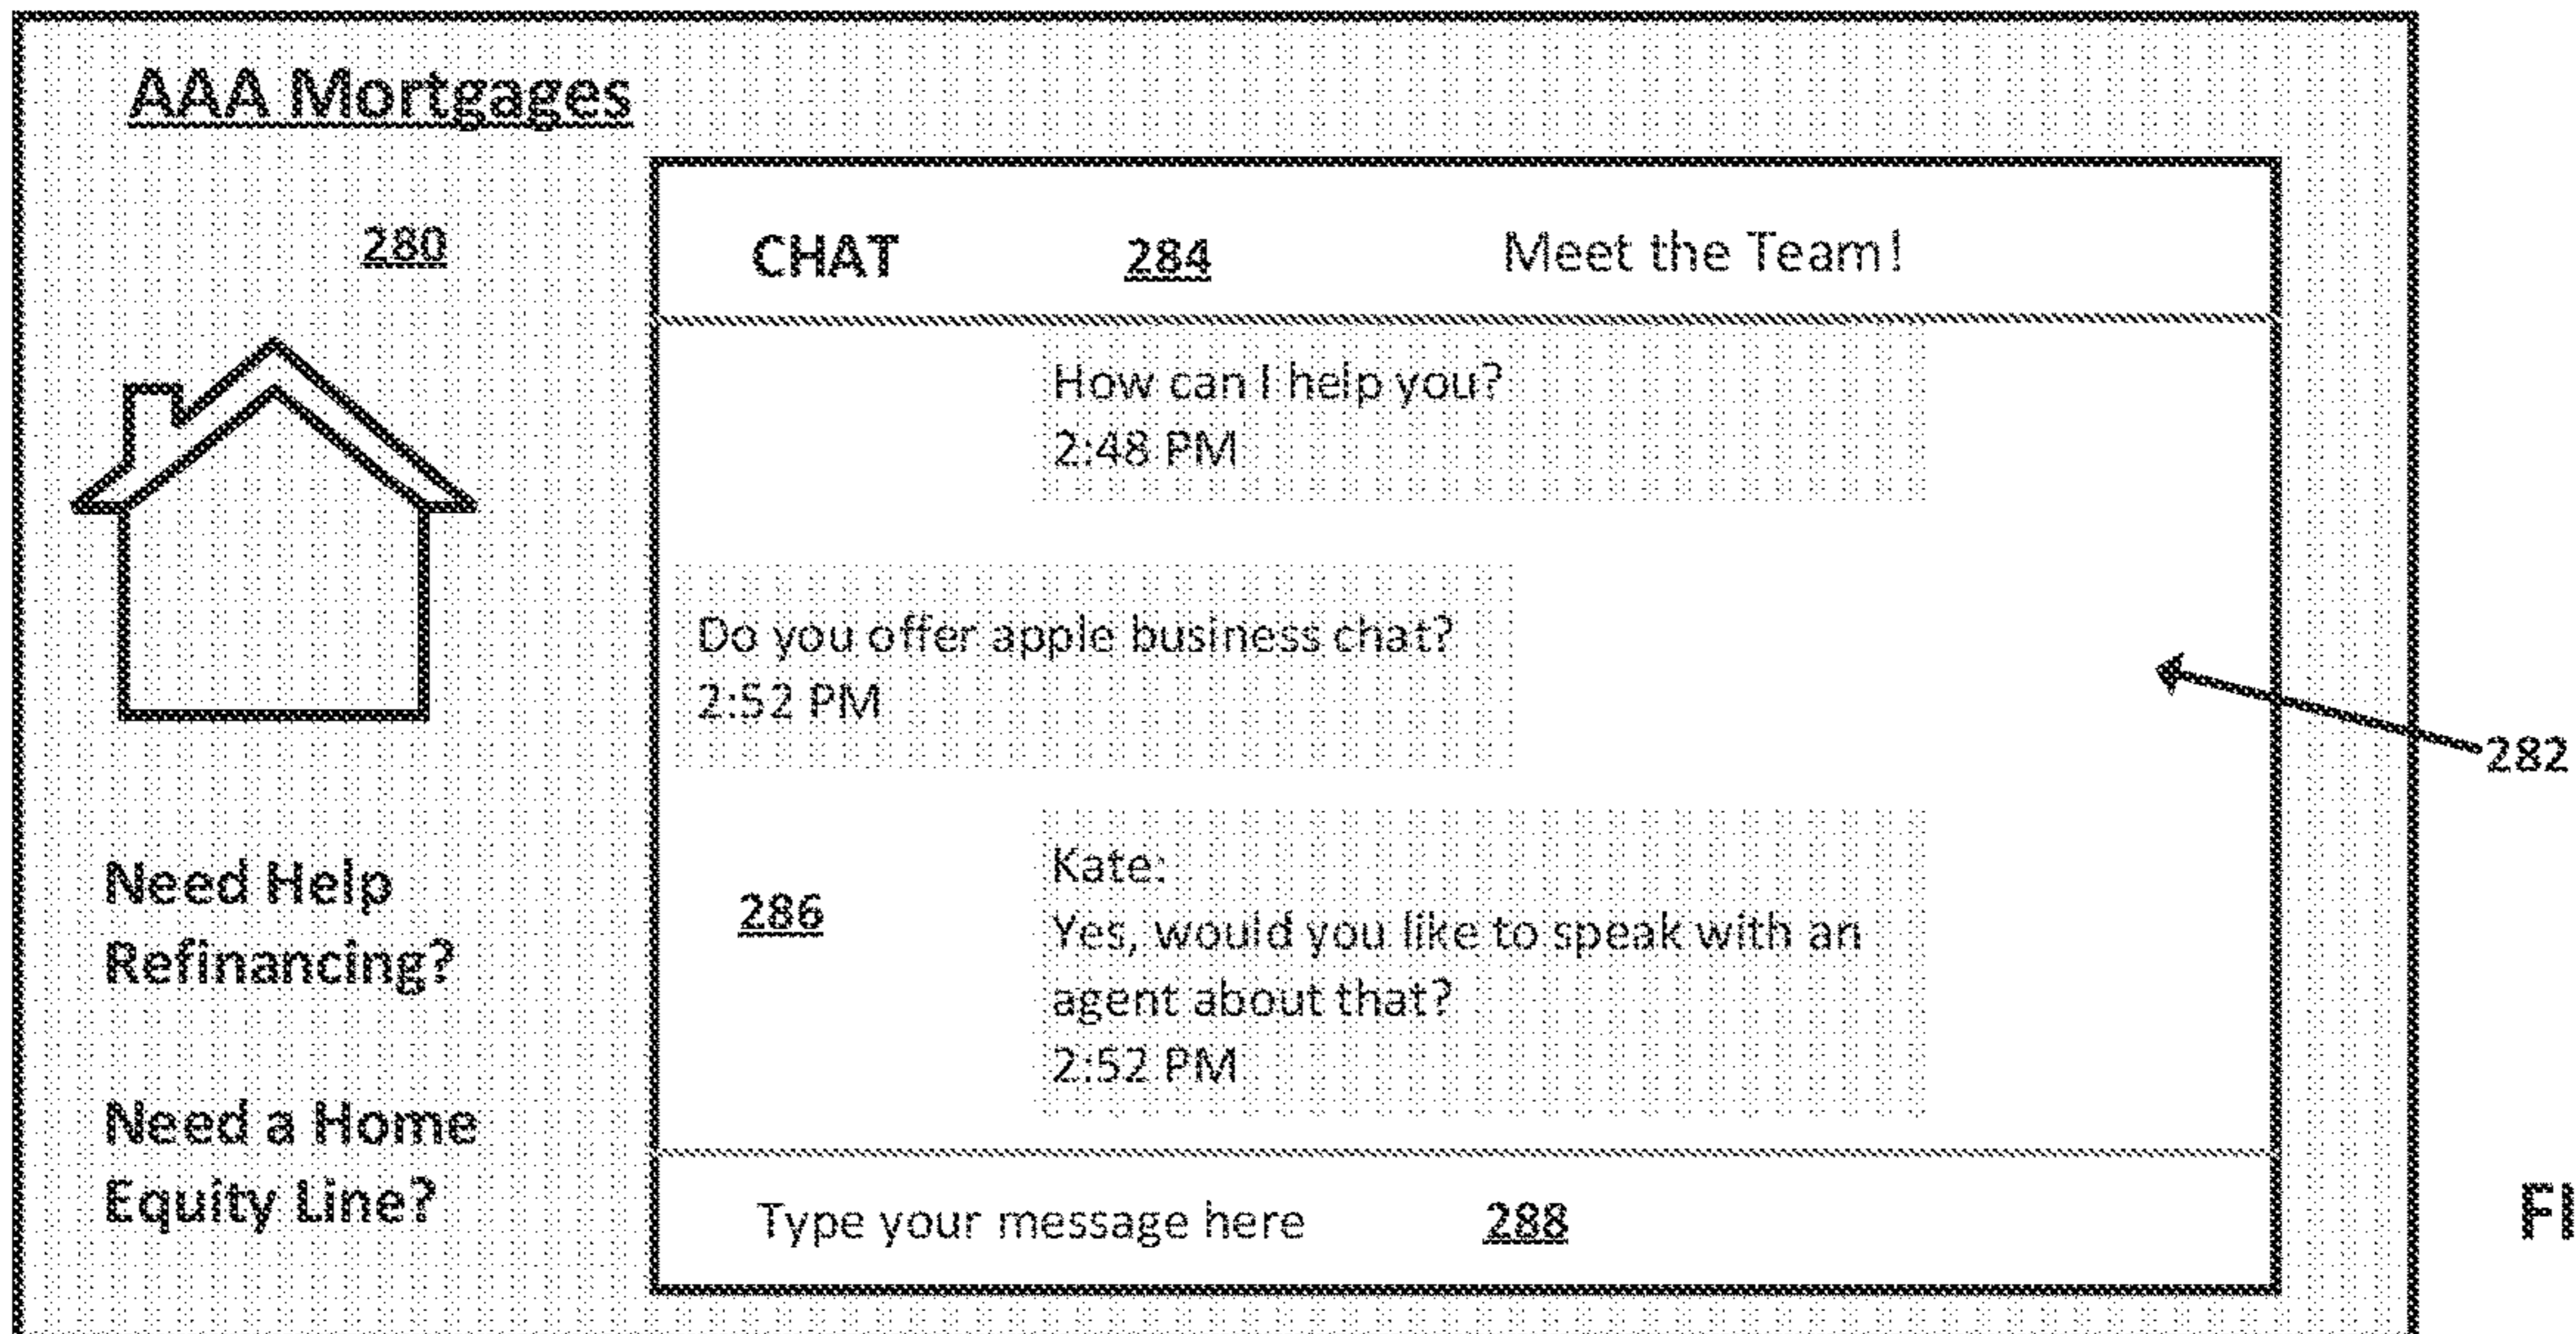 AAA Mortgages
280
CHAT 284 Meet the Team!
How can I help you?
2:48 PM
Do you offer apple business chat?
2:52 PM
282
286
Kate:
Yes, would you like to speak with an
agent about that?
2:52 PM
Need Help
Refinancing?
Need a Home
Equity Line?
Type your message here 288
FI